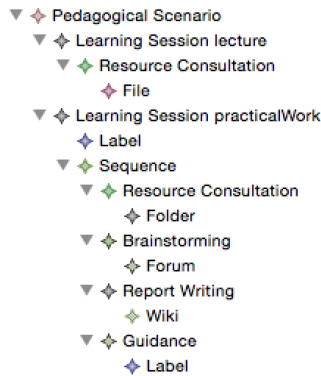 Pedagogical Scenario
Learning Session lecture
Resource Consultation
File
Learning Session practicalWork
Label
Sequence
Resource Consultation
Folder
Brainstorming
Forum
Report Writing
Wiki
Guidance
Label